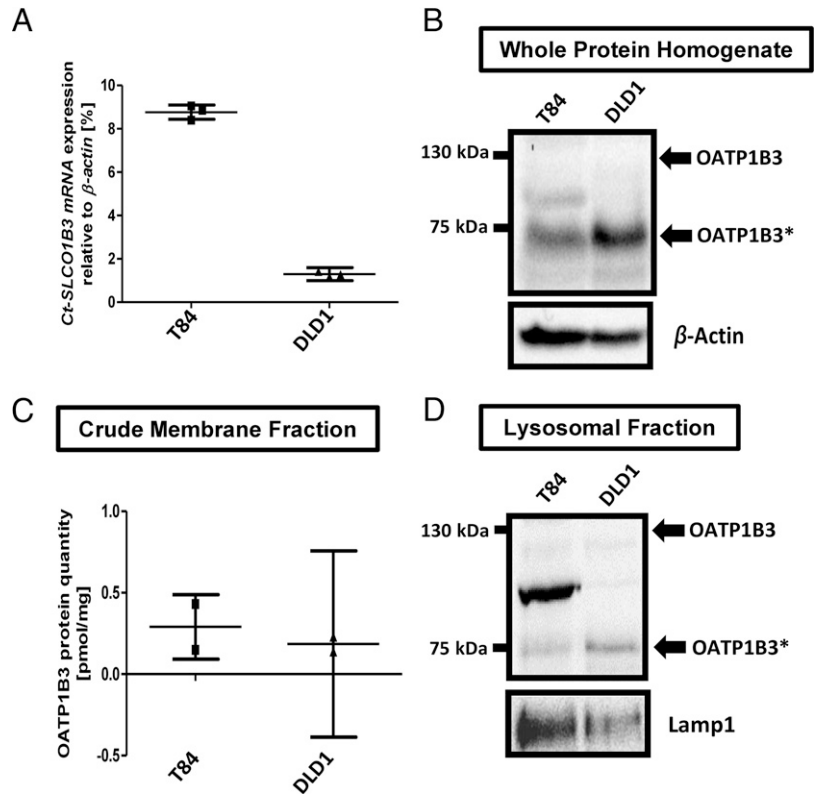 A
Ct-SLCO1B3 mRNA expression
relative to β-actin [%]
10
8
6
4
2
0
T84
DLD1
B
Whole Protein Homogenate
T84
DLD1
130 kDa
OATP1B3
75 kDa
OATP1B3*
β-Actin
C
Crude Membrane Fraction
OATP1B3 protein quantity
[pmol/mg]
1.0
0.5
0.0
-0.5
T84
DLD1
D
Lysosomal Fraction
T84
DLD1
130 kDa
OATP1B3
75 kDa
OATP1B3*
Lamp1